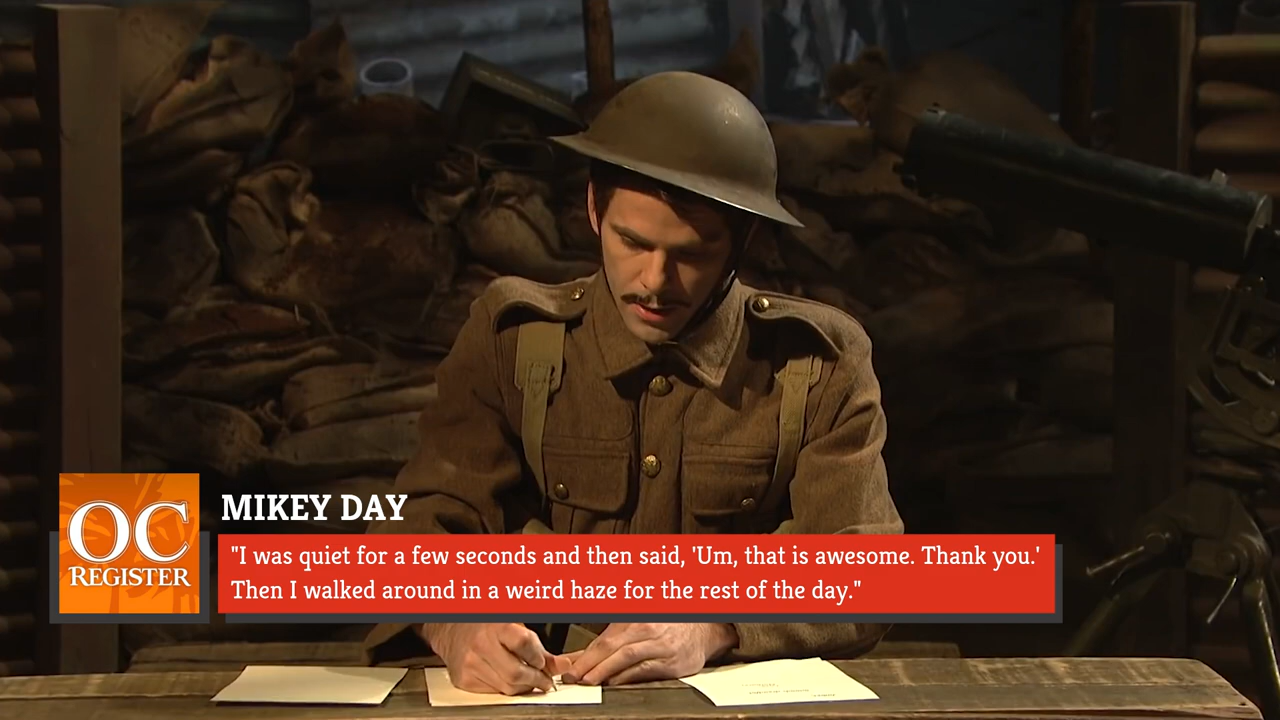 MIKEY DAY
OC
REGISTER
"I was quiet for a few seconds and then said, 'Um, that is awesome. Thank you.'
Then I walked around in a weird haze for the rest of the day."